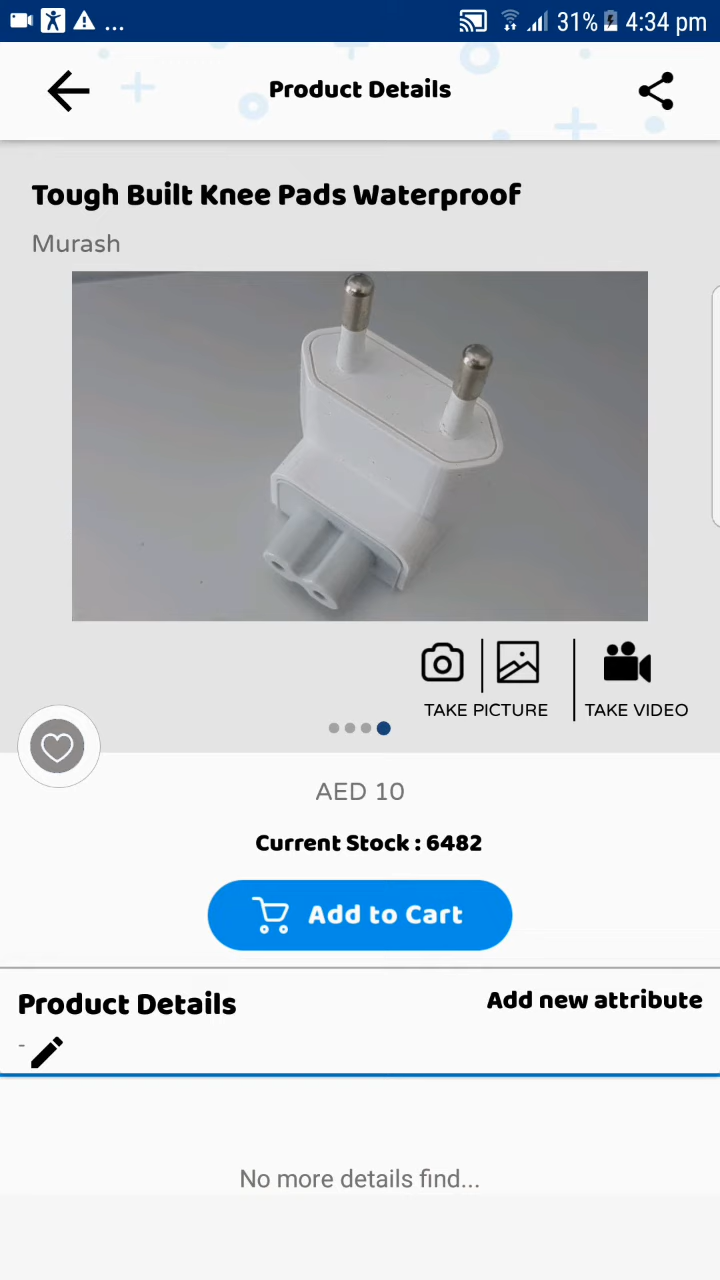 ... 31% 4:34 pm
Product Details
Tough Built Knee Pads Waterproof
Murash
TAKE PICTURE TAKE VIDEO
AED 10
Current Stock : 6482
Add to Cart
Product Details Add new attribute
-
No more details find...